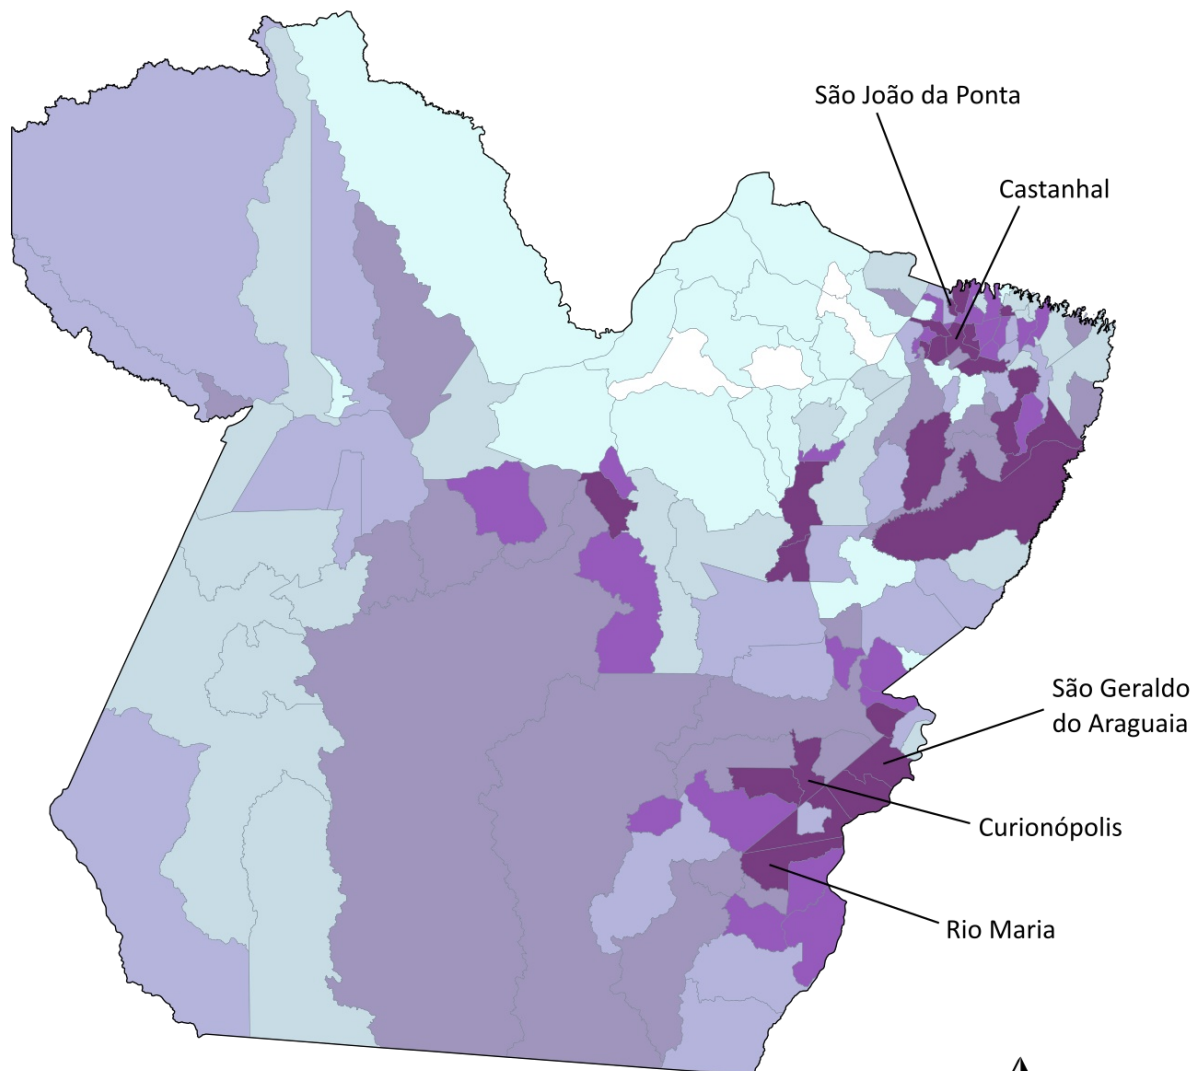 São João da Ponta
Castanhal
São Geraldo
do Araguaia
Curionópolis
Rio Maria